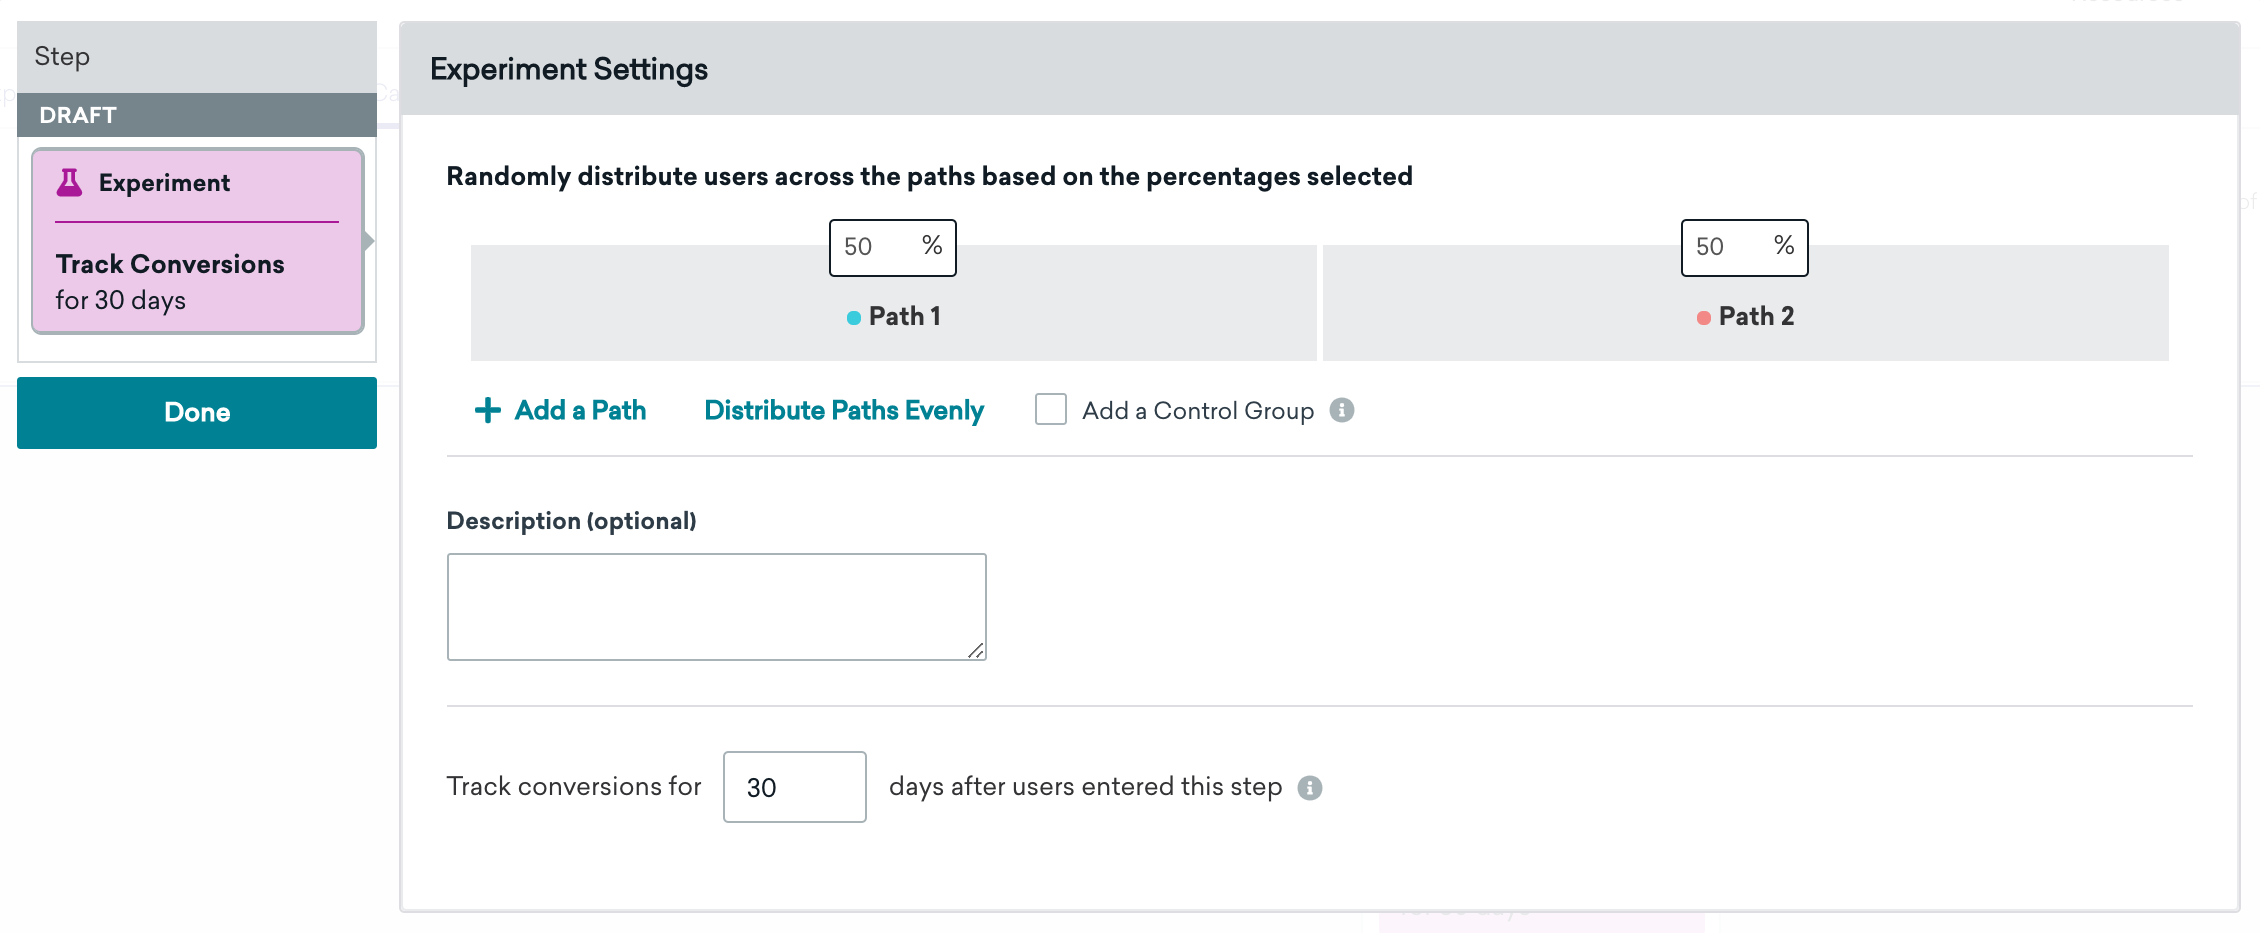 Step
DRAFT
Experiment
Track Conversions
for 30 days
Done
Experiment Settings
Randomly distribute users across the paths based on the percentages selected
50 %
50 %
Path 1
Path 2
Add a Path
Distribute Paths Evenly
Add a Control Group
Description (optional)
Track conversions for 30 days after users entered this step